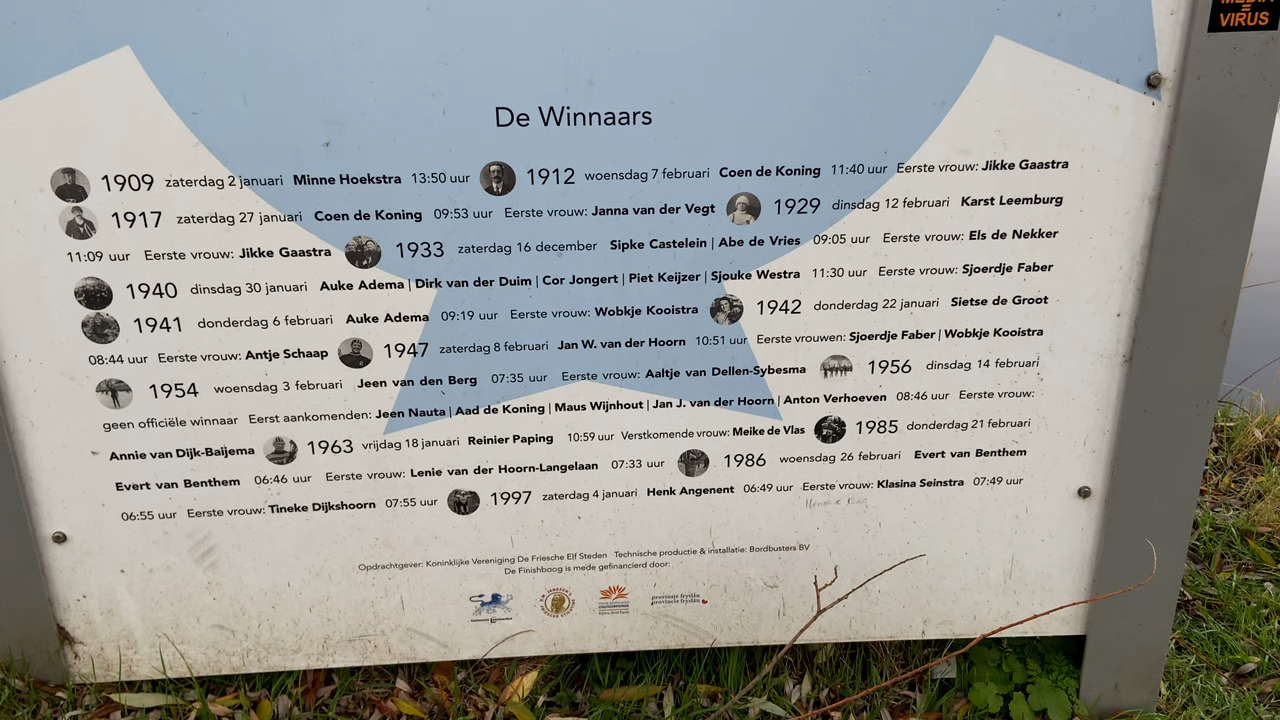 MEDIA
=
VIRUS
De Winnaars
1909 zaterdag 2 januari Minne Hoekstra 13:50 uur 1912 woensdag 7 februari Coen de Koning 11:40 uur Eerste vrouw: Jikke Gaastra
1917 zaterdag 27 januari Coen de Koning 09:53 uur Eerste vrouw: Janna van der Vegt 1929 dinsdag 12 februari Karst Leemburg
11:09 uur Eerste vrouw: Jikke Gaastra 1933 zaterdag 16 december Sipke Castelein | Abe de Vries 09:05 uur Eerste vrouw: Els de Nekker
1940 dinsdag 30 januari Auke Adema | Dirk van der Duim | Cor Jongert | Piet Keijzer | Sjouke Westra 11:30 uur Eerste vrouw: Sjoerdje Faber
1941 donderdag 6 februari Auke Adema 09:19 uur Eerste vrouw: Wobkje Kooistra 1942 donderdag 22 januari Sietse de Groot
08:44 uur Eerste vrouw: Antje Schaap 1947 zaterdag 8 februari Jan W. van der Hoorn 10:51 uur Eerste vrouwen: Sjoerdje Faber | Wobkje Kooistra
1954 woensdag 3 februari Jeen van den Berg 07:35 uur Eerste vrouw: Aaltje van Dellen-Sybesma 1956 dinsdag 14 februari
geen officiële winnaar Eerst aankomenden: Jeen Nauta | Aad de Koning | Maus Wijnhout | Jan J. van der Hoorn | Anton Verhoeven 08:46 uur Eerste vrouw:
Annie van Dijk-Baijema 1963 vrijdag 18 januari Reinier Paping 10:59 uur Verstkomende vrouw: Meike de Vlas 1985 donderdag 21 februari
Evert van Benthem 06:46 uur Eerste vrouw: Lenie van der Hoorn-Langelaan 07:33 uur 1986 woensdag 26 februari Evert van Benthem
06:55 uur Eerste vrouw: Tineke Dijkshoorn 07:55 uur 1997 zaterdag 4 januari Henk Angenent 06:49 uur Eerste vrouw: Klasina Seinstra 07:49 uur
Opdrachtgever: Koninklijke Vereniging De Friesche Elf Steden Technische productie & installatie: Bordbusters BV
De Finishboog is mede gefinancierd door:
provinsje fryslân
provincie fryslân